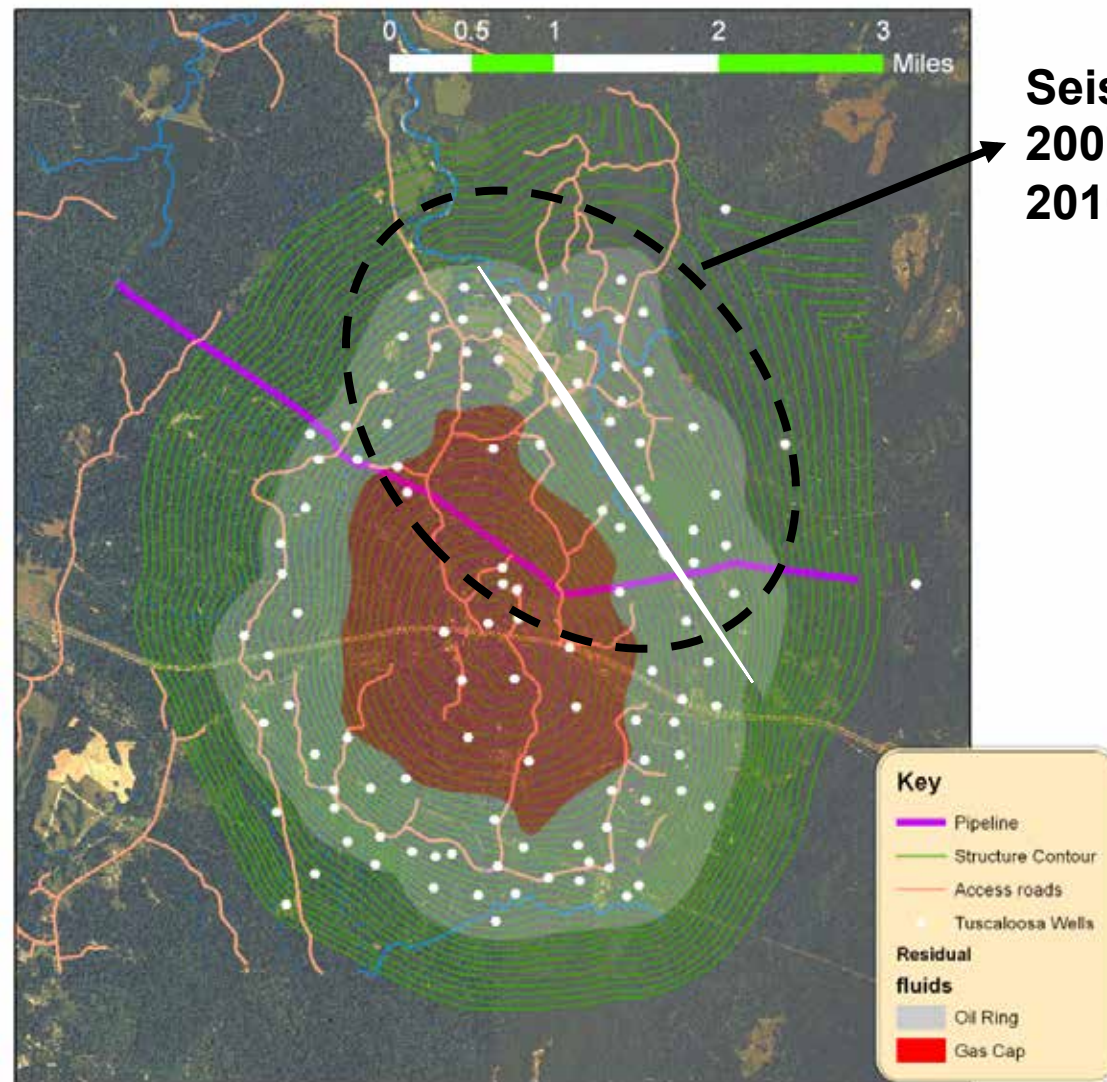 0 0.5 1 2 3
Miles
Seis
200
201
Key
Pipeline
Structure Contour
Access roads
Tuscaloosa Wells
Residual
fluids
Oil Ring
Gas Cap